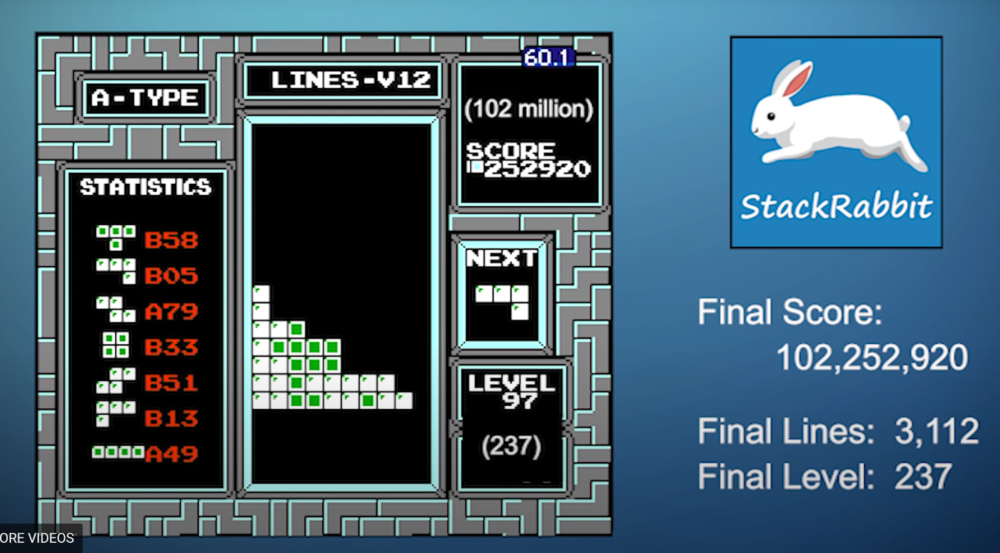 60.1
A-TYPE
LINES-V12
(102 million)
SCORE
252920
STATISTICS
B58
B05
A79
B33
B51
B13
A49
NEXT
LEVEL
97
(237)
StackRabbit
Final Score:
102,252,920
Final Lines: 3,112
Final Level: 237
ORE VIDEOS